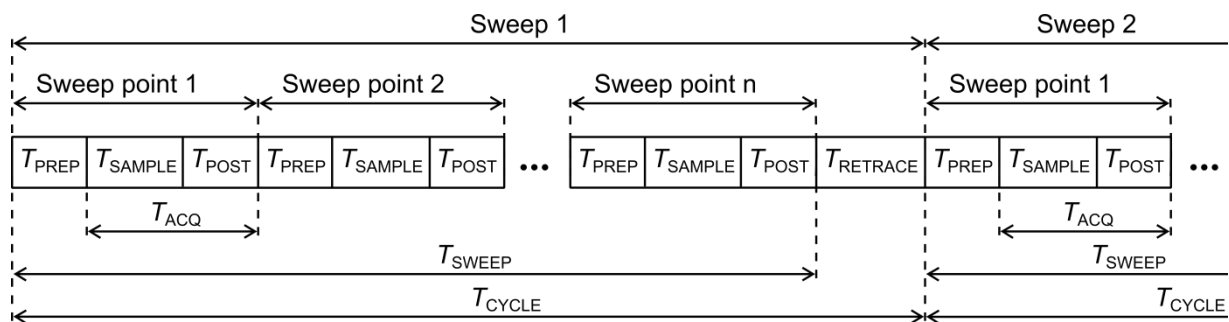 Sweep 1 Sweep 2
Sweep point 1 Sweep point 2 Sweep point n Sweep point 1
TPREP TSAMPLE TPOST TPREP TSAMPLE TPOST ••• TPREP TSAMPLE TPOST TRETRACE TPREP TSAMPLE TPOST •••
TACQ TACQ
TSWEEP TSWEEP
TCYCLE TCYCLE